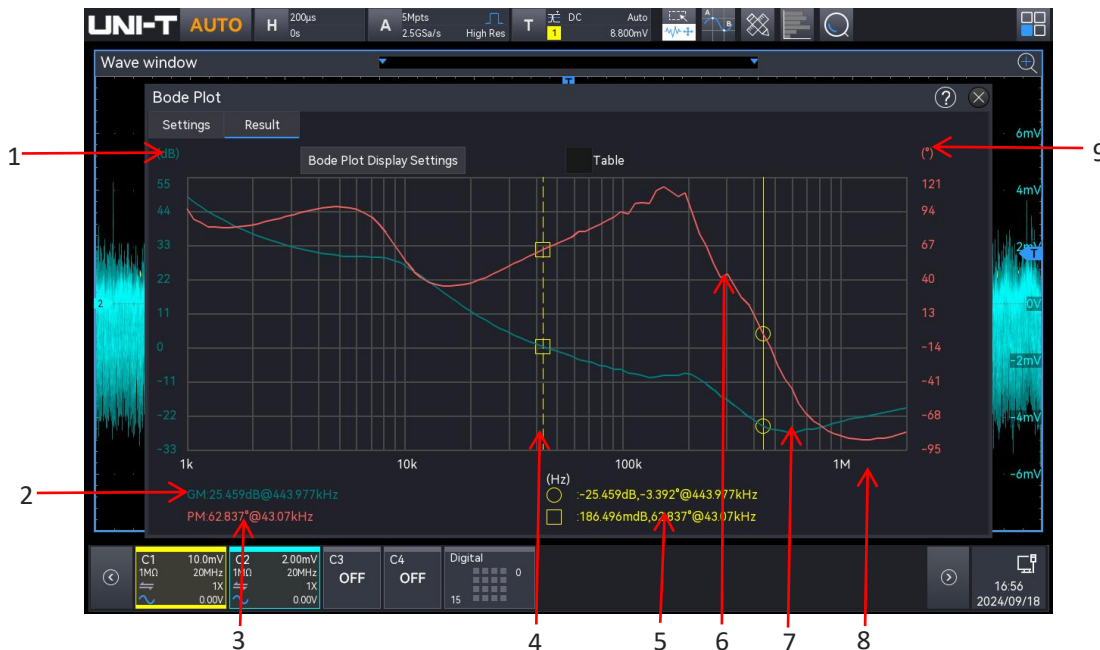 UNI-T AUTO H 200μs 0s A 5Mpts 2.5GSa/s High Res T DC 1 Auto 8.800mV A B
Wave window
T
Bode Plot ?
Settings Result
1 (dB) Bode Plot Display Settings Table (°) 9
6mV
55 121
4mV
44 94
33 67
2mV
T
22 40
2 0V
11 13
0 -14
-2mV
-11 -41
-22 -68
-4mV
-33 -95
1k 10k 100k 1M
-6mV
(Hz)
2 GM:25.459dB@443.977kHz :-25.459dB,-3.392°@443.977kHz
PM:62.837°@43.07kHz :186.496mdB,62.837°@43.07kHz
C1 10.0mV C2 2.00mV C3 C4 Digital
1MΩ 20MHz 1MΩ 20MHz OFF OFF 0
1X 1X 16:56
0.00V 0.00V 15 2024/09/18
3 4 5 6 7 8